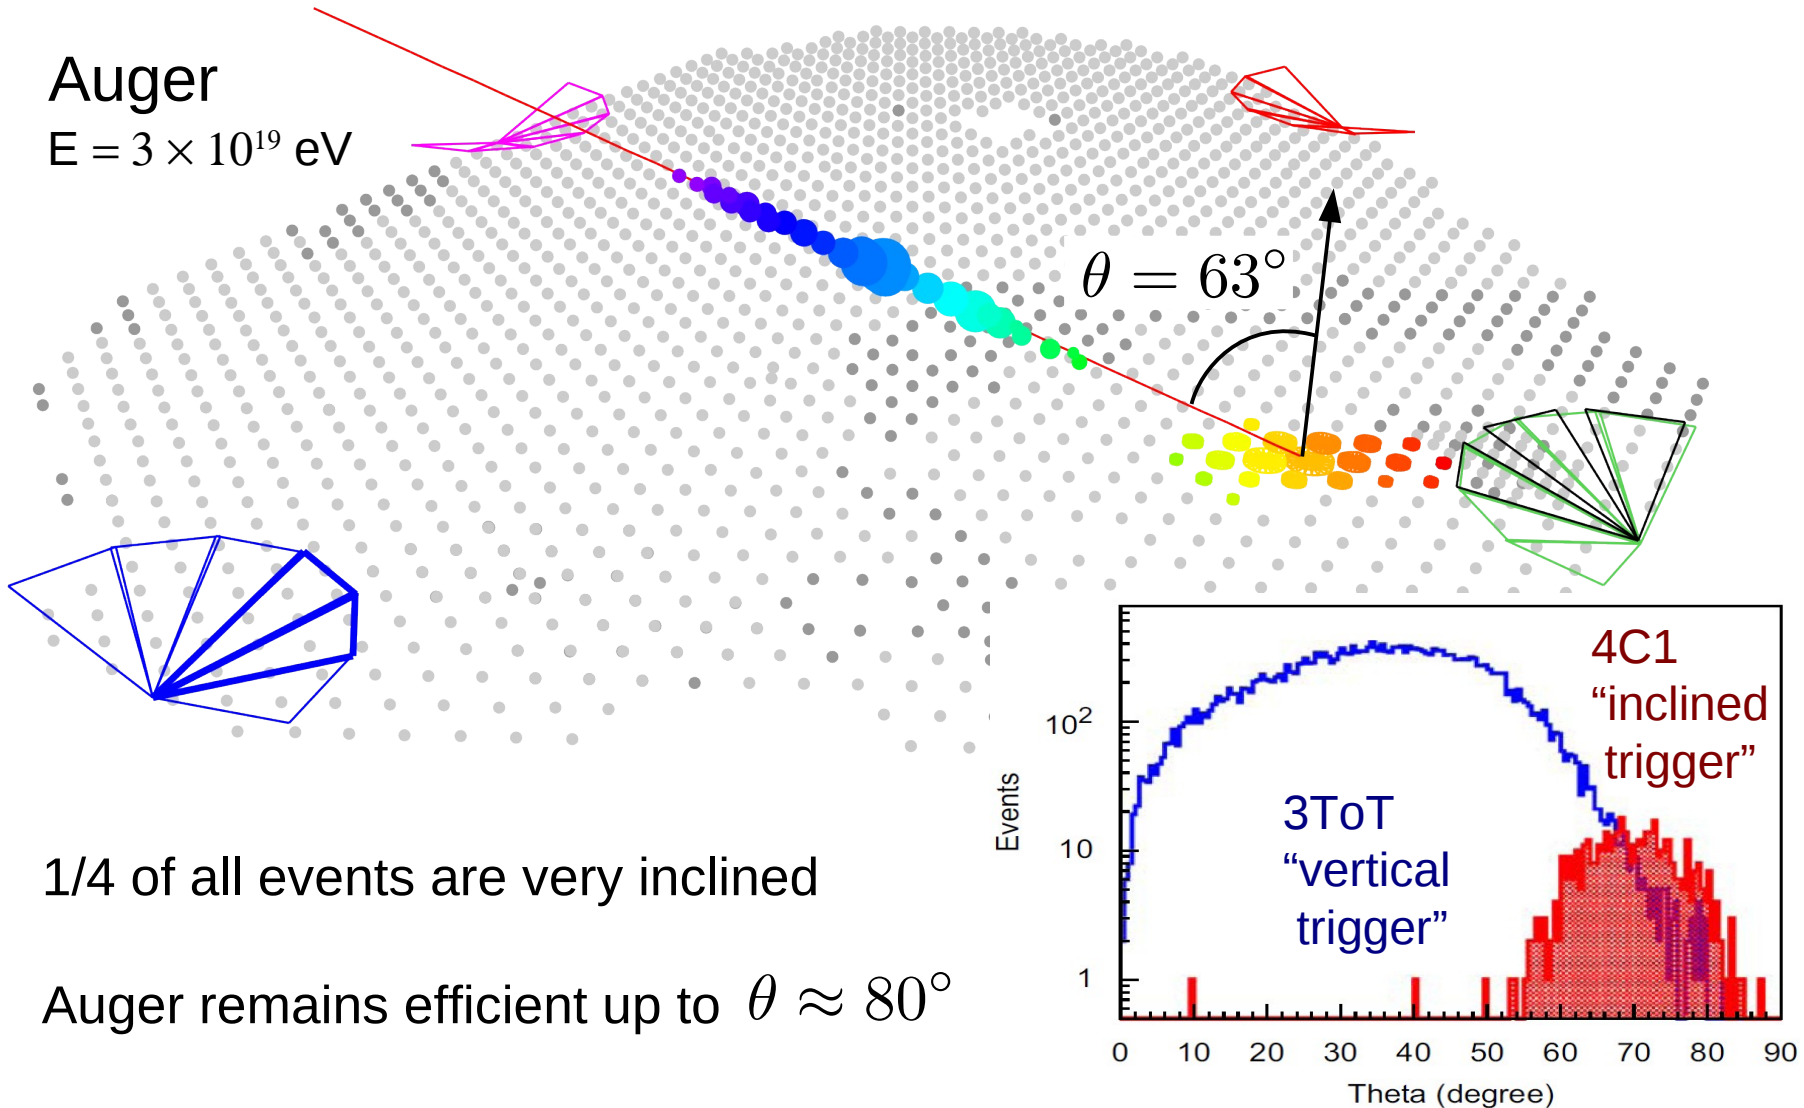 Auger
E = 3 × 10¹⁹ eV
θ = 63°
4C1
“inclined
trigger”
3ToT
“vertical
trigger”
10²
10
1
Events
0 10 20 30 40 50 60 70 80 90
Theta (degree)
1/4 of all events are very inclined
Auger remains efficient up to θ ≈ 80°